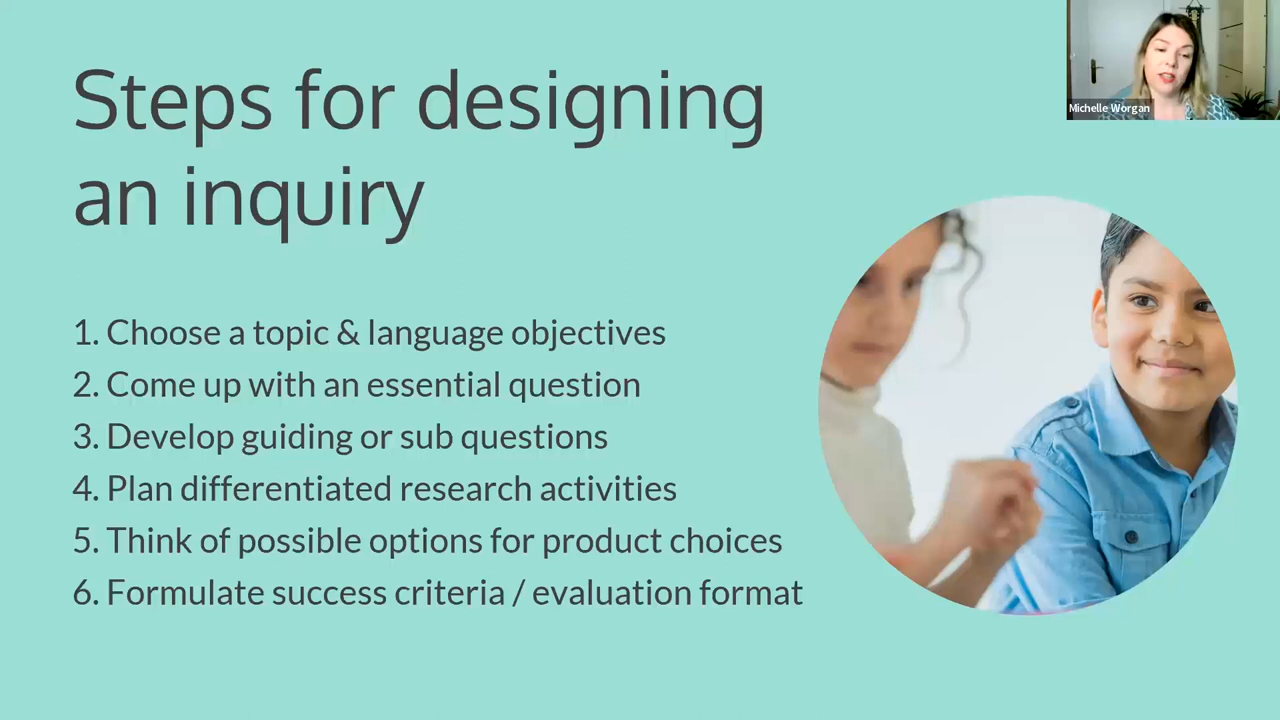 Steps for designing
an inquiry
1. Choose a topic & language objectives
2. Come up with an essential question
3. Develop guiding or sub questions
4. Plan differentiated research activities
5. Think of possible options for product choices
6. Formulate success criteria / evaluation format
Michelle Worgan